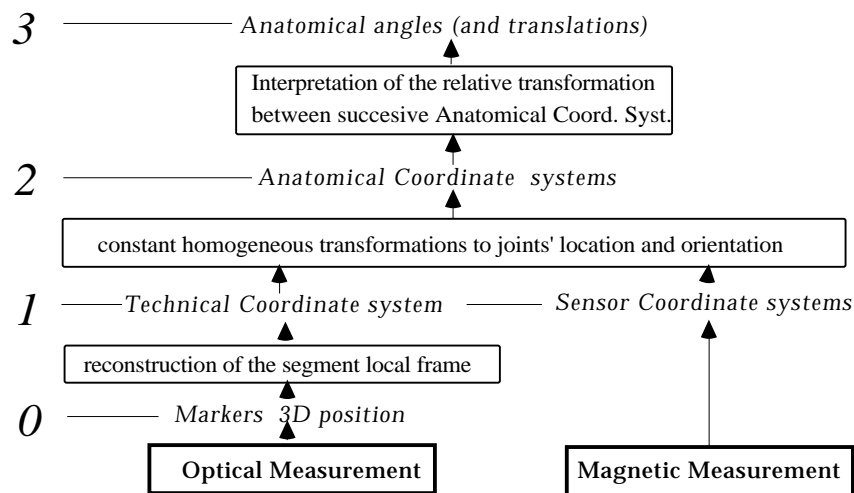 3 Anatomical angles (and translations)
Interpretation of the relative transformation
between succesive Anatomical Coord. Syst.
2 Anatomical Coordinate systems
constant homogeneous transformations to joints' location and orientation
1 Technical Coordinate system Sensor Coordinate systems
reconstruction of the segment local frame
0 Markers 3D position
Optical Measurement Magnetic Measurement